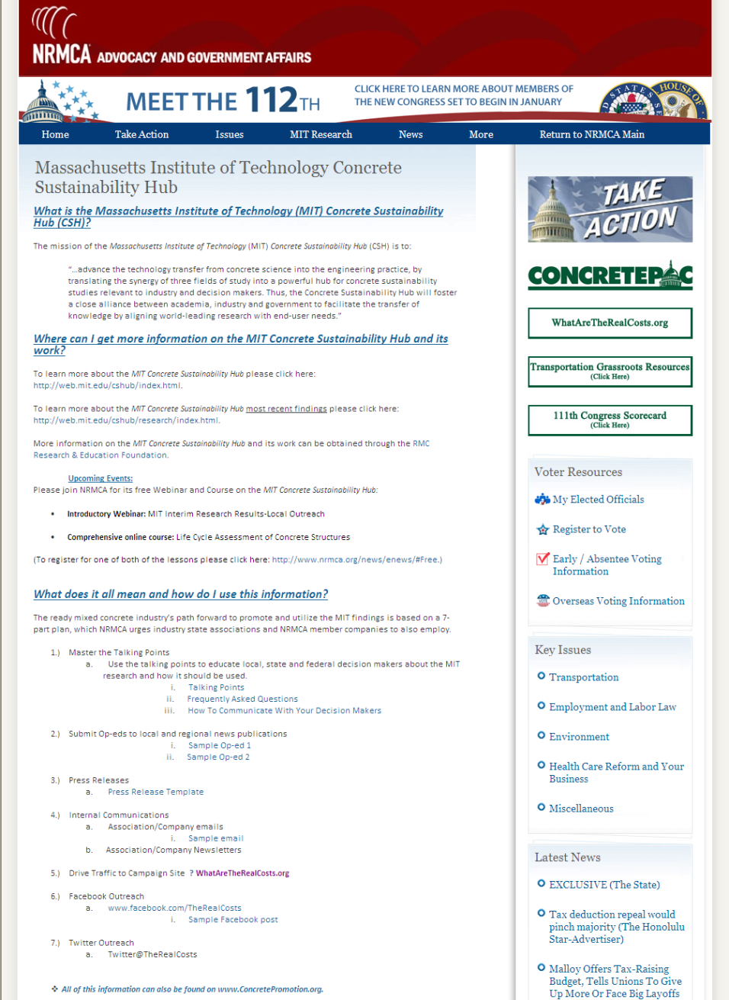 NRMCA ADVOCACY AND GOVERNMENT AFFAIRS
MEET THE 112TH
CLICK HERE TO LEARN MORE ABOUT MEMBERS OF
THE NEW CONGRESS SET TO BEGIN IN JANUARY
D STATES
HOUSE OF
Home Take Action Issues MIT Research News More Return to NRMCA Main
Massachusetts Institute of Technology Concrete
Sustainability Hub
What is the Massachusetts Institute of Technology (MIT) Concrete Sustainability
Hub (CSH)?
The mission of the Massachusetts Institute of Technology (MIT) Concrete Sustainability Hub (CSH) is to:
“...advance the technology transfer from concrete science into the engineering practice, by
translating the synergy of three fields of study into a powerful hub for concrete sustainability
studies relevant to industry and decision makers. Thus, the Concrete Sustainability Hub will foster
a close alliance between academia, industry and government to facilitate the transfer of
knowledge by aligning world-leading research with end-user needs.”
Where can I get more information on the MIT Concrete Sustainability Hub and its
work?
To learn more about the MIT Concrete Sustainability Hub please click here:
http://web.mit.edu/cshub/index.html.
To learn more about the MIT Concrete Sustainability Hub most recent findings please click here:
http://web.mit.edu/cshub/research/index.html.
More information on the MIT Concrete Sustainability Hub and its work can be obtained through the RMC
Research & Education Foundation.
Upcoming Events:
Please join NRMCA for its free Webinar and Course on the MIT Concrete Sustainability Hub:
• Introductory Webinar: MIT Interim Research Results-Local Outreach
• Comprehensive online course: Life Cycle Assessment of Concrete Structures
(To register for one of both of the lessons please click here: http://www.nrmca.org/news/enews/#Free.)
What does it all mean and how do I use this information?
The ready mixed concrete industry's path forward to promote and utilize the MIT findings is based on a 7-
part plan, which NRMCA urges industry state associations and NRMCA member companies to also employ.
1.) Master the Talking Points
a. Use the talking points to educate local, state and federal decision makers about the MIT
research and how it should be used.
i. Talking Points
ii. Frequently Asked Questions
iii. How To Communicate With Your Decision Makers
2.) Submit Op-eds to local and regional news publications
i. Sample Op-ed 1
ii. Sample Op-ed 2
3.) Press Releases
a. Press Release Template
4.) Internal Communications
a. Association/Company emails
i. Sample email
b. Association/Company Newsletters
5.) Drive Traffic to Campaign Site ? WhatAreTheRealCosts.org
6.) Facebook Outreach
a. www.facebook.com/TheRealCosts
i. Sample Facebook post
7.) Twitter Outreach
a. Twitter@TheRealCosts
❖ All of this information can also be found on www.ConcretePromotion.org.
TAKE
ACTION
CONCRETEPAC
WhatAreTheRealCosts.org
Transportation Grassroots Resources
(Click Here)
111th Congress Scorecard
(Click Here)
Voter Resources
My Elected Officials
Register to Vote
Early / Absentee Voting
Information
Overseas Voting Information
Key Issues
Transportation
Employment and Labor Law
Environment
Health Care Reform and Your
Business
Miscellaneous
Latest News
EXCLUSIVE (The State)
Tax deduction repeal would
pinch majority (The Honolulu
Star-Advertiser)
Malloy Offers Tax-Raising
Budget, Tells Unions To Give
Up More Or Face Big Layoffs